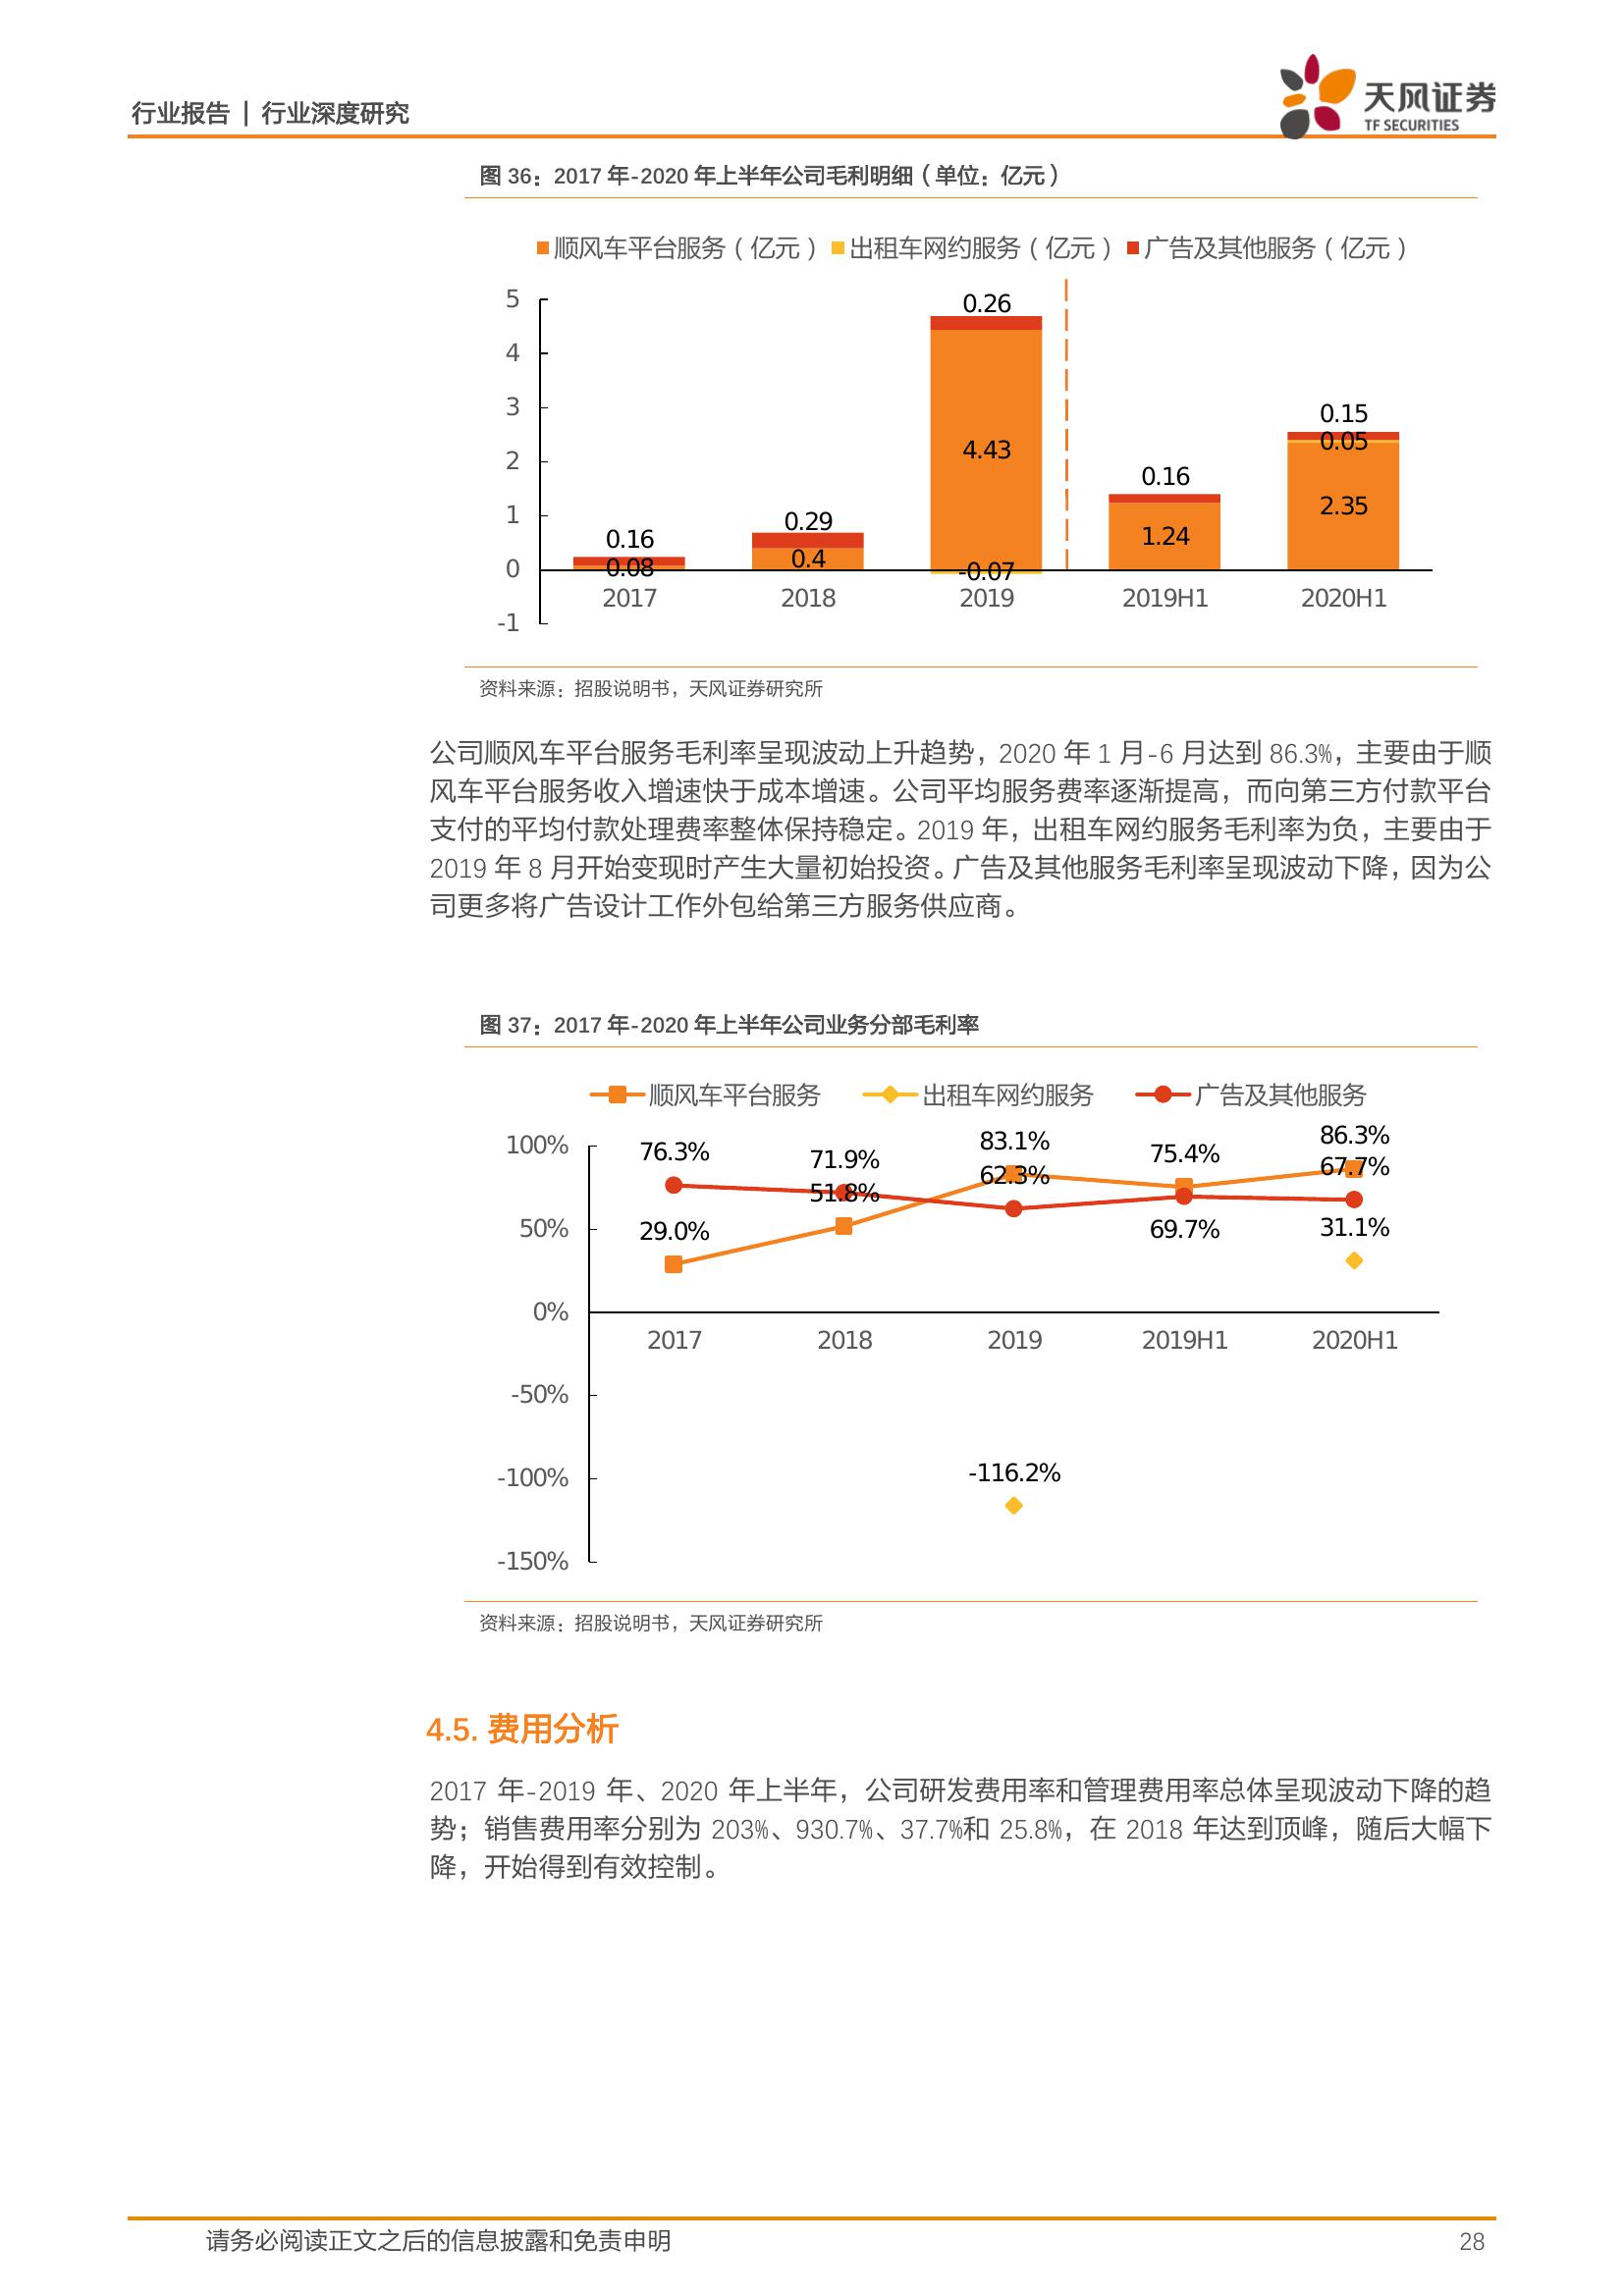 行业报告 | 行业深度研究
天风证券
TF SECURITIES
图 36：2017 年-2020 年上半年公司毛利明细（单位：亿元）
顺风车平台服务（亿元） 出租车网约服务（亿元） 广告及其他服务（亿元）
5
4
3
2
1
0
-1
0.16
0.08
0.29
0.4
0.26
4.43
-0.07
0.16
1.24
0.15
0.05
2.35
2017 2018 2019 2019H1 2020H1
资料来源：招股说明书，天风证券研究所
公司顺风车平台服务毛利率呈现波动上升趋势，2020 年 1 月-6 月达到 86.3%，主要由于顺
风车平台服务收入增速快于成本增速。公司平均服务费率逐渐提高，而向第三方付款平台
支付的平均付款处理费率整体保持稳定。2019 年，出租车网约服务毛利率为负，主要由于
2019 年 8 月开始变现时产生大量初始投资。广告及其他服务毛利率呈现波动下降，因为公
司更多将广告设计工作外包给第三方服务供应商。
图 37：2017 年-2020 年上半年公司业务分部毛利率
顺风车平台服务 出租车网约服务 广告及其他服务
100%
50%
0%
-50%
-100%
-150%
76.3%
29.0%
71.9%
51.8%
83.1%
62.3%
-116.2%
75.4%
69.7%
86.3%
67.7%
31.1%
2017 2018 2019 2019H1 2020H1
资料来源：招股说明书，天风证券研究所
4.5. 费用分析
2017 年-2019 年、2020 年上半年，公司研发费用率和管理费用率总体呈现波动下降的趋
势；销售费用率分别为 203%、930.7%、37.7%和 25.8%，在 2018 年达到顶峰，随后大幅下
降，开始得到有效控制。
请务必阅读正文之后的信息披露和免责申明
28